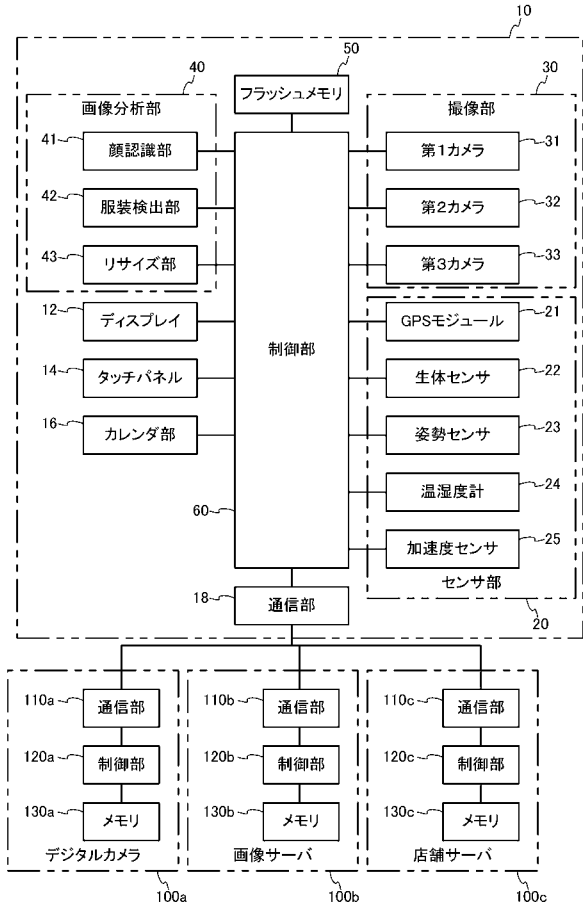 10
50
フラッシュメモリ
40
画像分析部
41
顔認識部
42
服装検出部
43
リサイズ部
12
ディスプレイ
14
タッチパネル
16
カレンダ部
制御部
60
18
通信部
30
撮像部
第1カメラ
31
第2カメラ
32
第3カメラ
33
GPSモジュール
21
生体センサ
22
姿勢センサ
23
温湿度計
24
加速度センサ
25
センサ部
20
110a
通信部
120a
制御部
130a
メモリ
デジタルカメラ
100a
110b
通信部
120b
制御部
130b
メモリ
画像サーバ
100b
110c
通信部
120c
制御部
130c
メモリ
店舗サーバ
100c